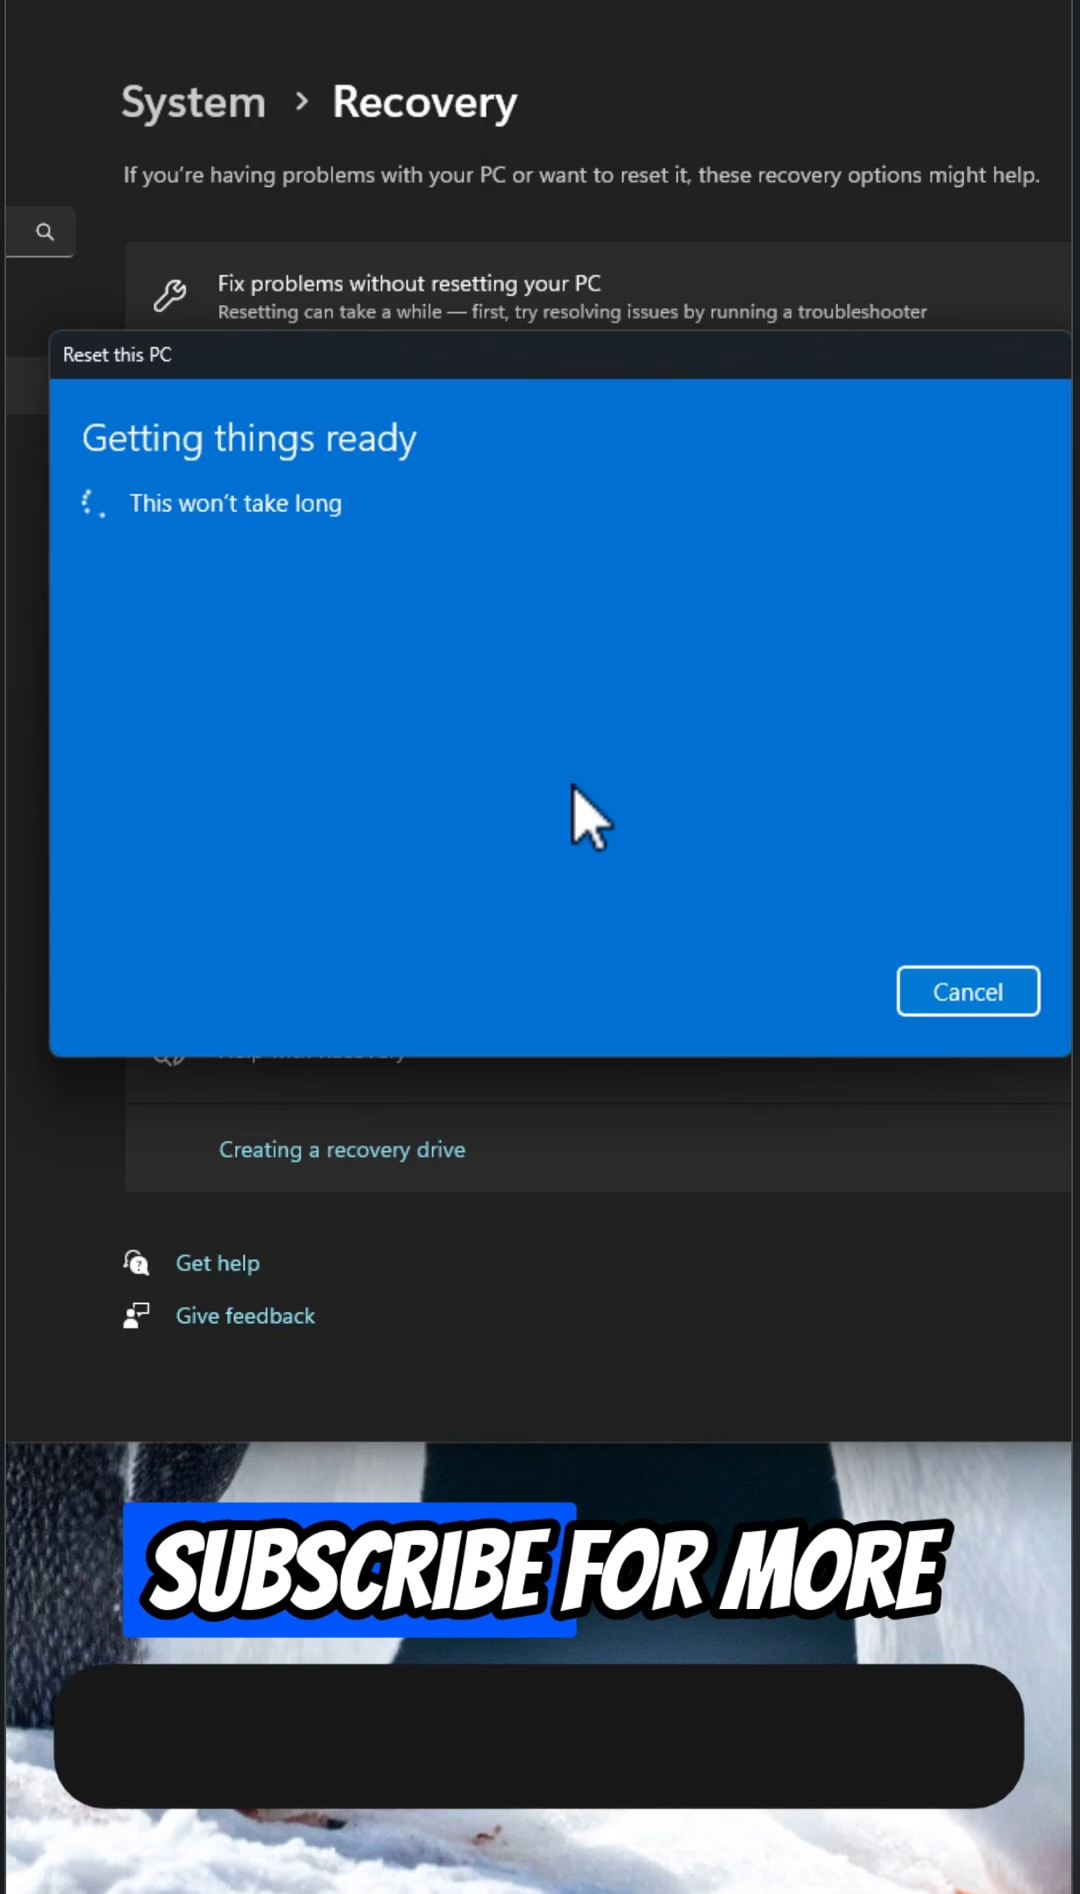 System > Recovery
If you're having problems with your PC or want to reset it, these recovery options might help.
Fix problems without resetting your PC
Resetting can take a while — first, try resolving issues by running a troubleshooter
Reset this PC
Getting things ready
This won't take long
Cancel
Help with Recovery
Creating a recovery drive
Get help
Give feedback
SUBSCRIBE FOR MORE